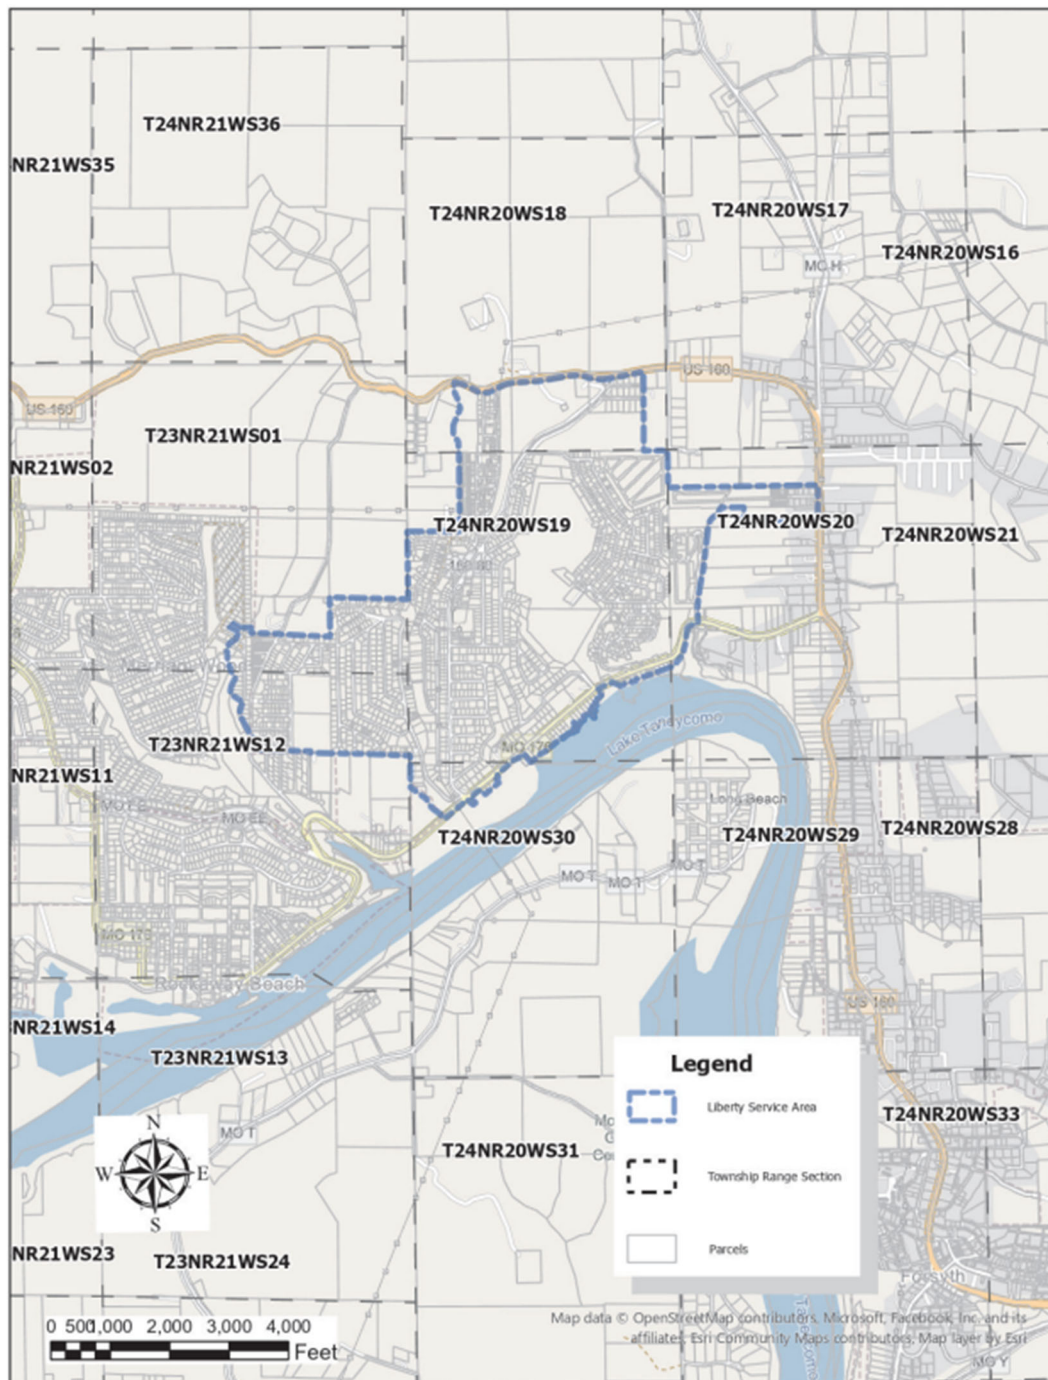 T24NR21WS36
NR21WS35
T24NR20WS18
T24NR20WS17
T24NR20WS16
MO H
US 160
US 160
T23NR21WS01
NR21WS02
T24NR20WS19
T24NR20WS20
T24NR20WS21
T23NR21WS12
NR21WS11
MO 176
Lake Taneycomo
MO EE
MO EE
Long Beach
T24NR20WS30
T24NR20WS29
T24NR20WS28
MO T
MO T
MO T
MO 176
Rockaway Beach
US 160
NR21WS14
T23NR21WS13
Legend
Liberty Service Area
Township Range Section
Parcels
T24NR20WS33
MO T
T24NR20WS31
N
W E
S
NR21WS23
T23NR21WS24
Forsyth
0 500 1,000 2,000 3,000 4,000
Feet
Map data © OpenStreetMap contributors, Microsoft, Facebook, Inc. and its
affiliates, Esri Community Maps contributors, Map layer by Esri
Taneycomo
MO Y